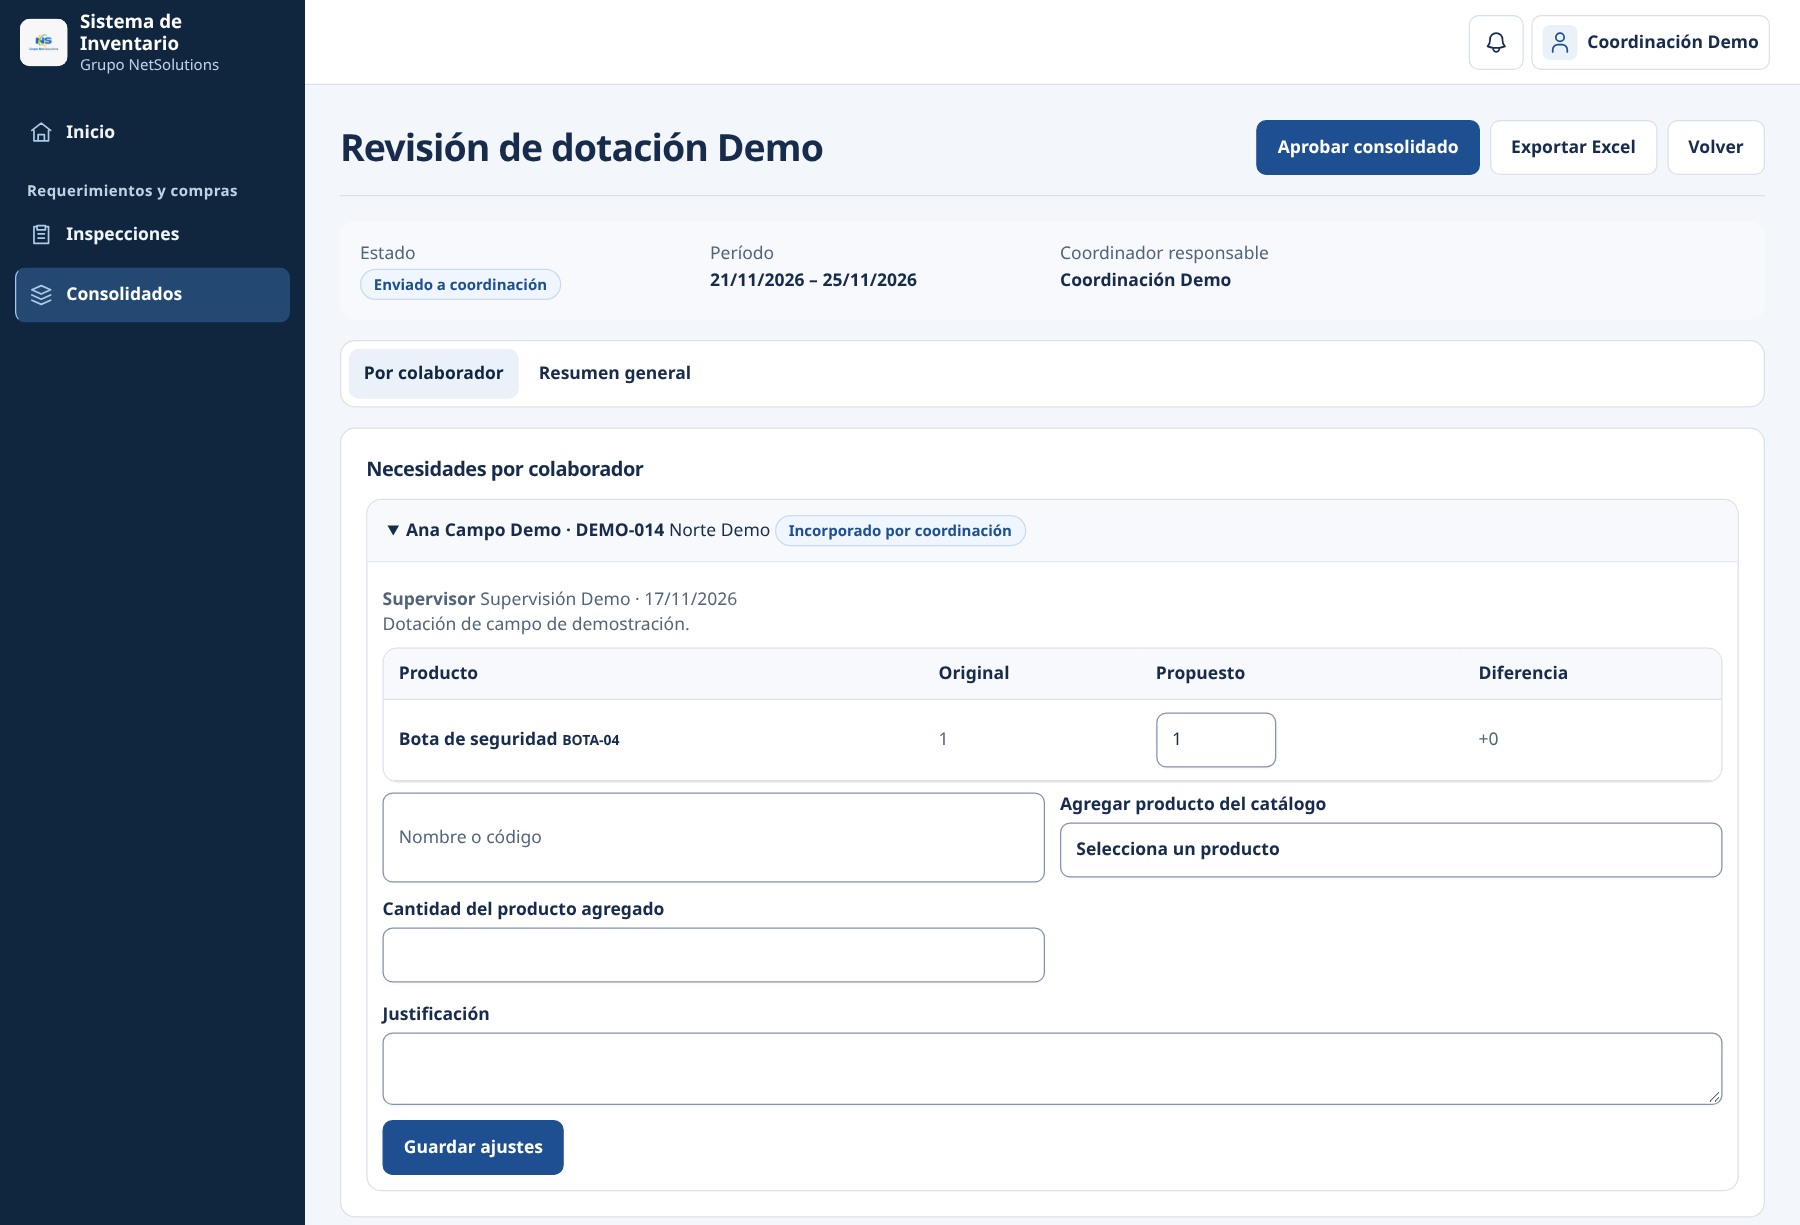 Sistema de
Inventario
Grupo NetSolutions
Inicio
Requerimientos y compras
Inspecciones
Consolidados
Coordinación Demo
Revisión de dotación Demo
Aprobar consolidado
Exportar Excel
Volver
Estado
Enviado a coordinación
Período
21/11/2026 – 25/11/2026
Coordinador responsable
Coordinación Demo
Por colaborador
Resumen general
Necesidades por colaborador
▼ Ana Campo Demo · DEMO-014 Norte Demo Incorporado por coordinación
Supervisor Supervisión Demo · 17/11/2026
Dotación de campo de demostración.
Producto Original Propuesto Diferencia
Bota de seguridad BOTA-04 1 1 +0
Nombre o código
Agregar producto del catálogo
Selecciona un producto
Cantidad del producto agregado
Justificación
Guardar ajustes